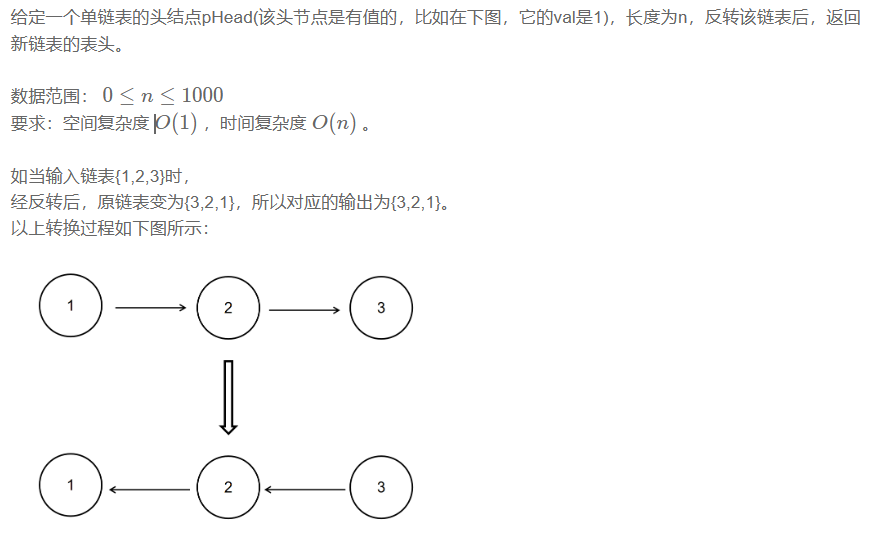 给定一个单链表的头结点pHead(该头节点是有值的，比如在下图，它的val是1)，长度为n，反转该链表后，返回
新链表的表头。
数据范围： 0 ≤ n ≤ 1000
要求：空间复杂度 O(1) ，时间复杂度 O(n) 。
如当输入链表{1,2,3}时，
经反转后，原链表变为{3,2,1}，所以对应的输出为{3,2,1}。
以上转换过程如下图所示：
1 2 3
1 2 3